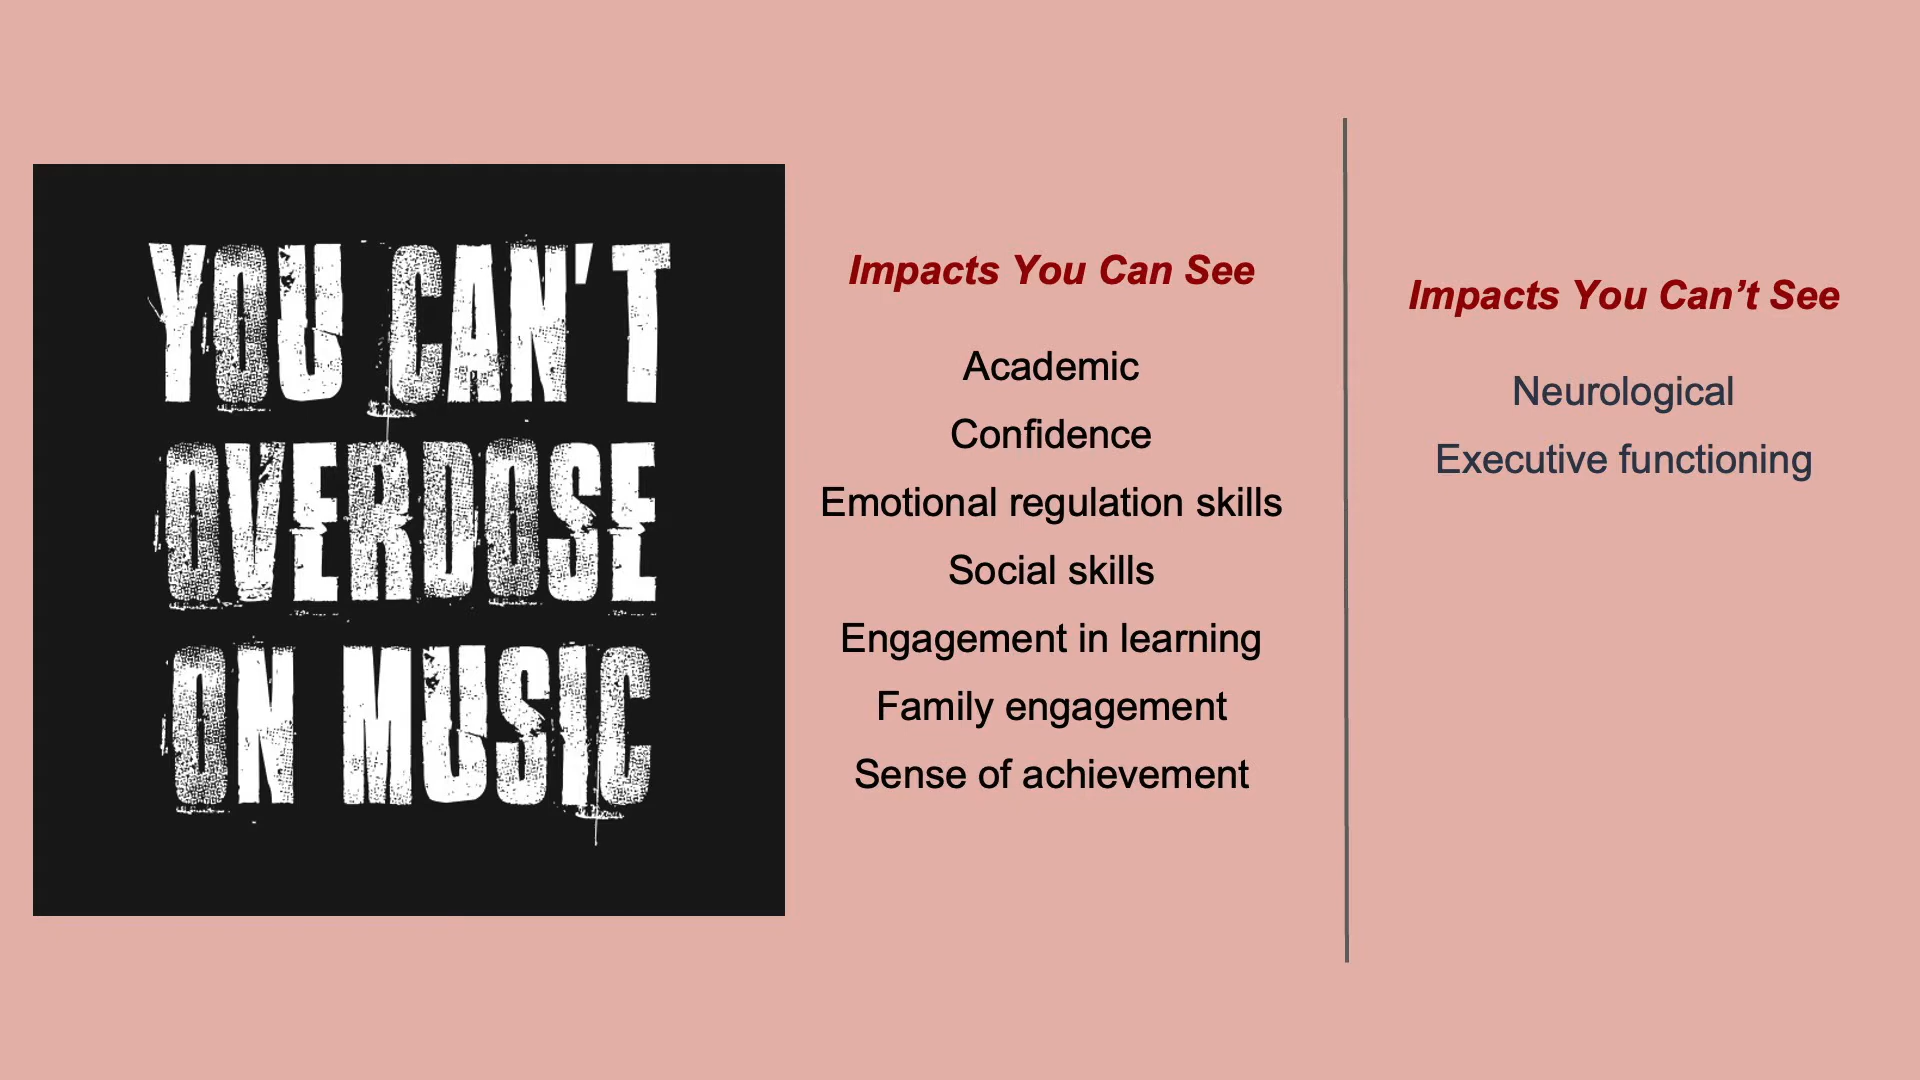 YOU CAN'T
OVERDOSE
ON MUSIC
Impacts You Can See
Academic
Confidence
Emotional regulation skills
Social skills
Engagement in learning
Family engagement
Sense of achievement
Impacts You Can’t See
Neurological
Executive functioning